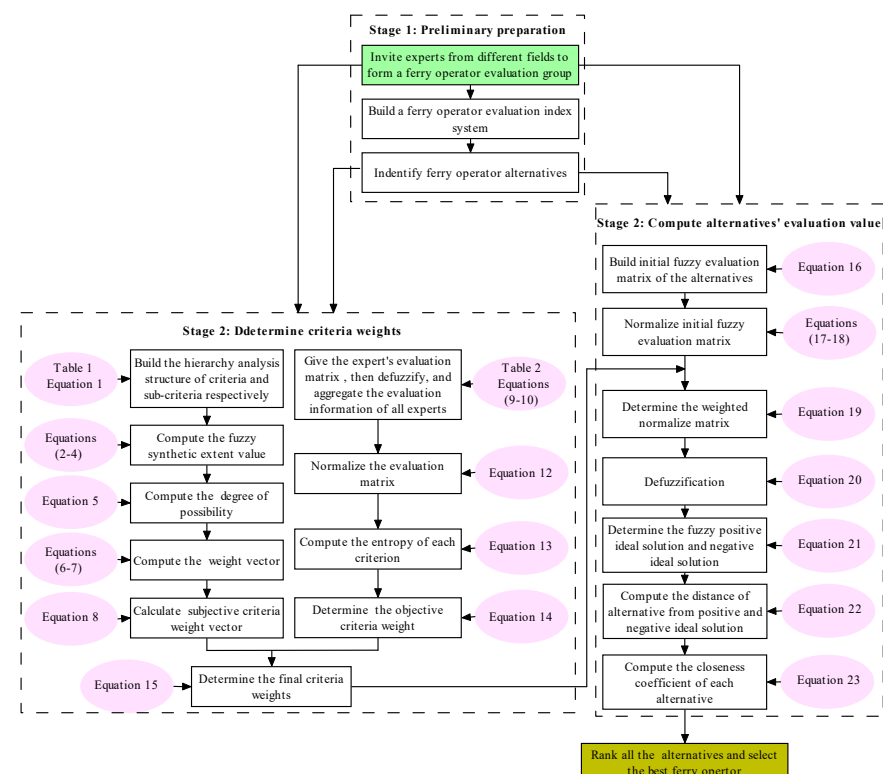 Stage 1: Preliminary preparation
Invite experts from different fields to
form a ferry operator evaluation group
Build a ferry operator evaluation index
system
Indentify ferry operator alternatives
Stage 2: Compute alternatives' evaluation value
Build initial fuzzy evaluation
matrix of the alternatives
Equation 16
Normalize initial fuzzy
evaluation matrix
Equations
(17-18)
Determine the weighted
normalize matrix
Equation 19
Defuzzification
Equation 20
Determine the fuzzy positive
ideal solution and negative
ideal solution
Equation 21
Compute the distance of
alternative from positive and
negative ideal solution
Equation 22
Compute the closeness
coefficient of each
alternative
Equation 23
Stage 2: Ddetermine criteria weights
Table 1
Equation 1
Build the hierarchy analysis
structure of criteria and
sub-criteria respectively
Equations
(2-4)
Compute the fuzzy
synthetic extent value
Equation 5
Compute the degree of
possibility
Equations
(6-7)
Compute the weight vector
Equation 8
Calculate subjective criteria
weight vector
Give the expert's evaluation
matrix , then defuzzify, and
aggregate the evaluation
information of all experts
Table 2
Equations
(9-10)
Normalize the evaluation
matrix
Equation 12
Compute the entropy of each
criterion
Equation 13
Determine the objective
criteria weight
Equation 14
Equation 15
Determine the final criteria
weights
Rank all the alternatives and select
the best ferry opertor